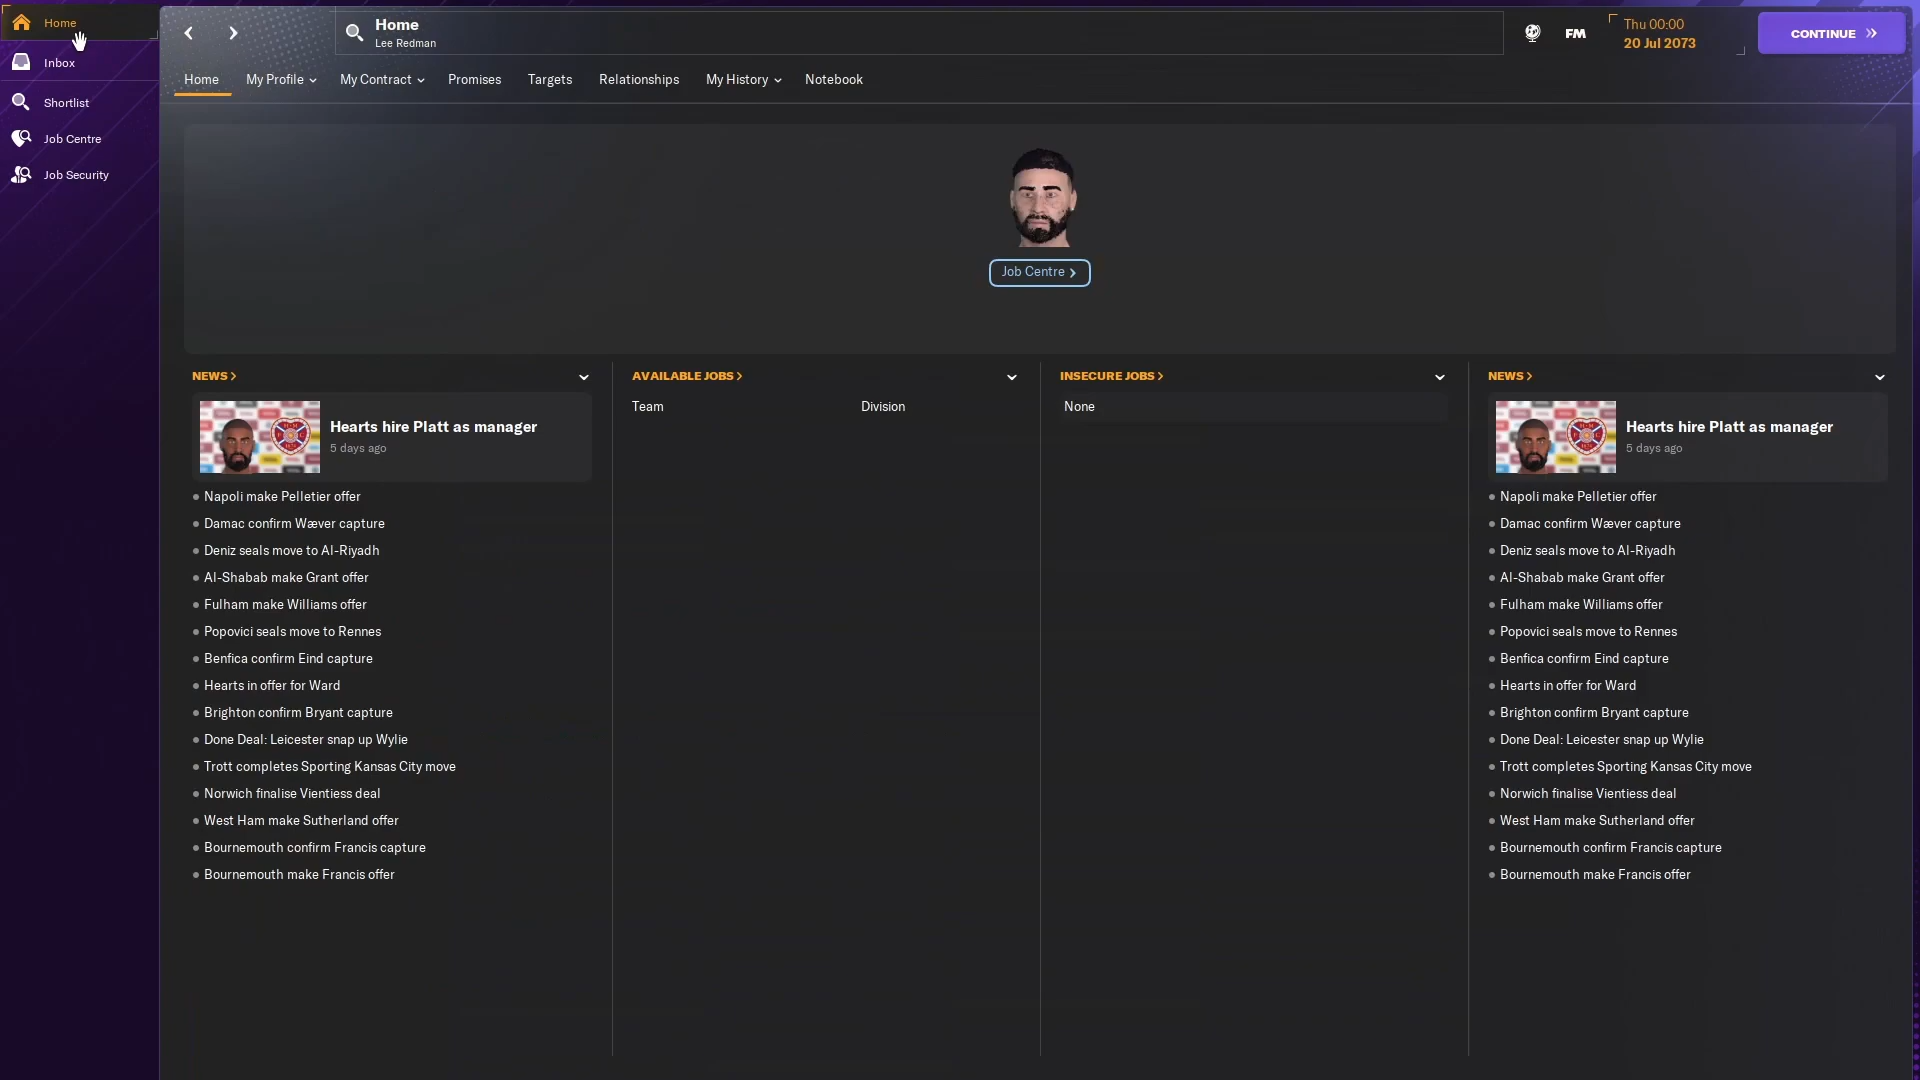 Home
Inbox
Shortlist
Job Centre
Job Security
Home
Lee Redman
FM
Thu 00:00
20 Jul 2073
CONTINUE
Home
My Profile
My Contract
Promises
Targets
Relationships
My History
Notebook
Job Centre
NEWS
Hearts hire Platt as manager
5 days ago
Napoli make Pelletier offer
Damac confirm Wæver capture
Deniz seals move to Al-Riyadh
Al-Shabab make Grant offer
Fulham make Williams offer
Popovici seals move to Rennes
Benfica confirm Eind capture
Hearts in offer for Ward
Brighton confirm Bryant capture
Done Deal: Leicester snap up Wylie
Trott completes Sporting Kansas City move
Norwich finalise Vientiess deal
West Ham make Sutherland offer
Bournemouth confirm Francis capture
Bournemouth make Francis offer
AVAILABLE JOBS
Team Division
INSECURE JOBS
None
NEWS
Hearts hire Platt as manager
5 days ago
Napoli make Pelletier offer
Damac confirm Wæver capture
Deniz seals move to Al-Riyadh
Al-Shabab make Grant offer
Fulham make Williams offer
Popovici seals move to Rennes
Benfica confirm Eind capture
Hearts in offer for Ward
Brighton confirm Bryant capture
Done Deal: Leicester snap up Wylie
Trott completes Sporting Kansas City move
Norwich finalise Vientiess deal
West Ham make Sutherland offer
Bournemouth confirm Francis capture
Bournemouth make Francis offer